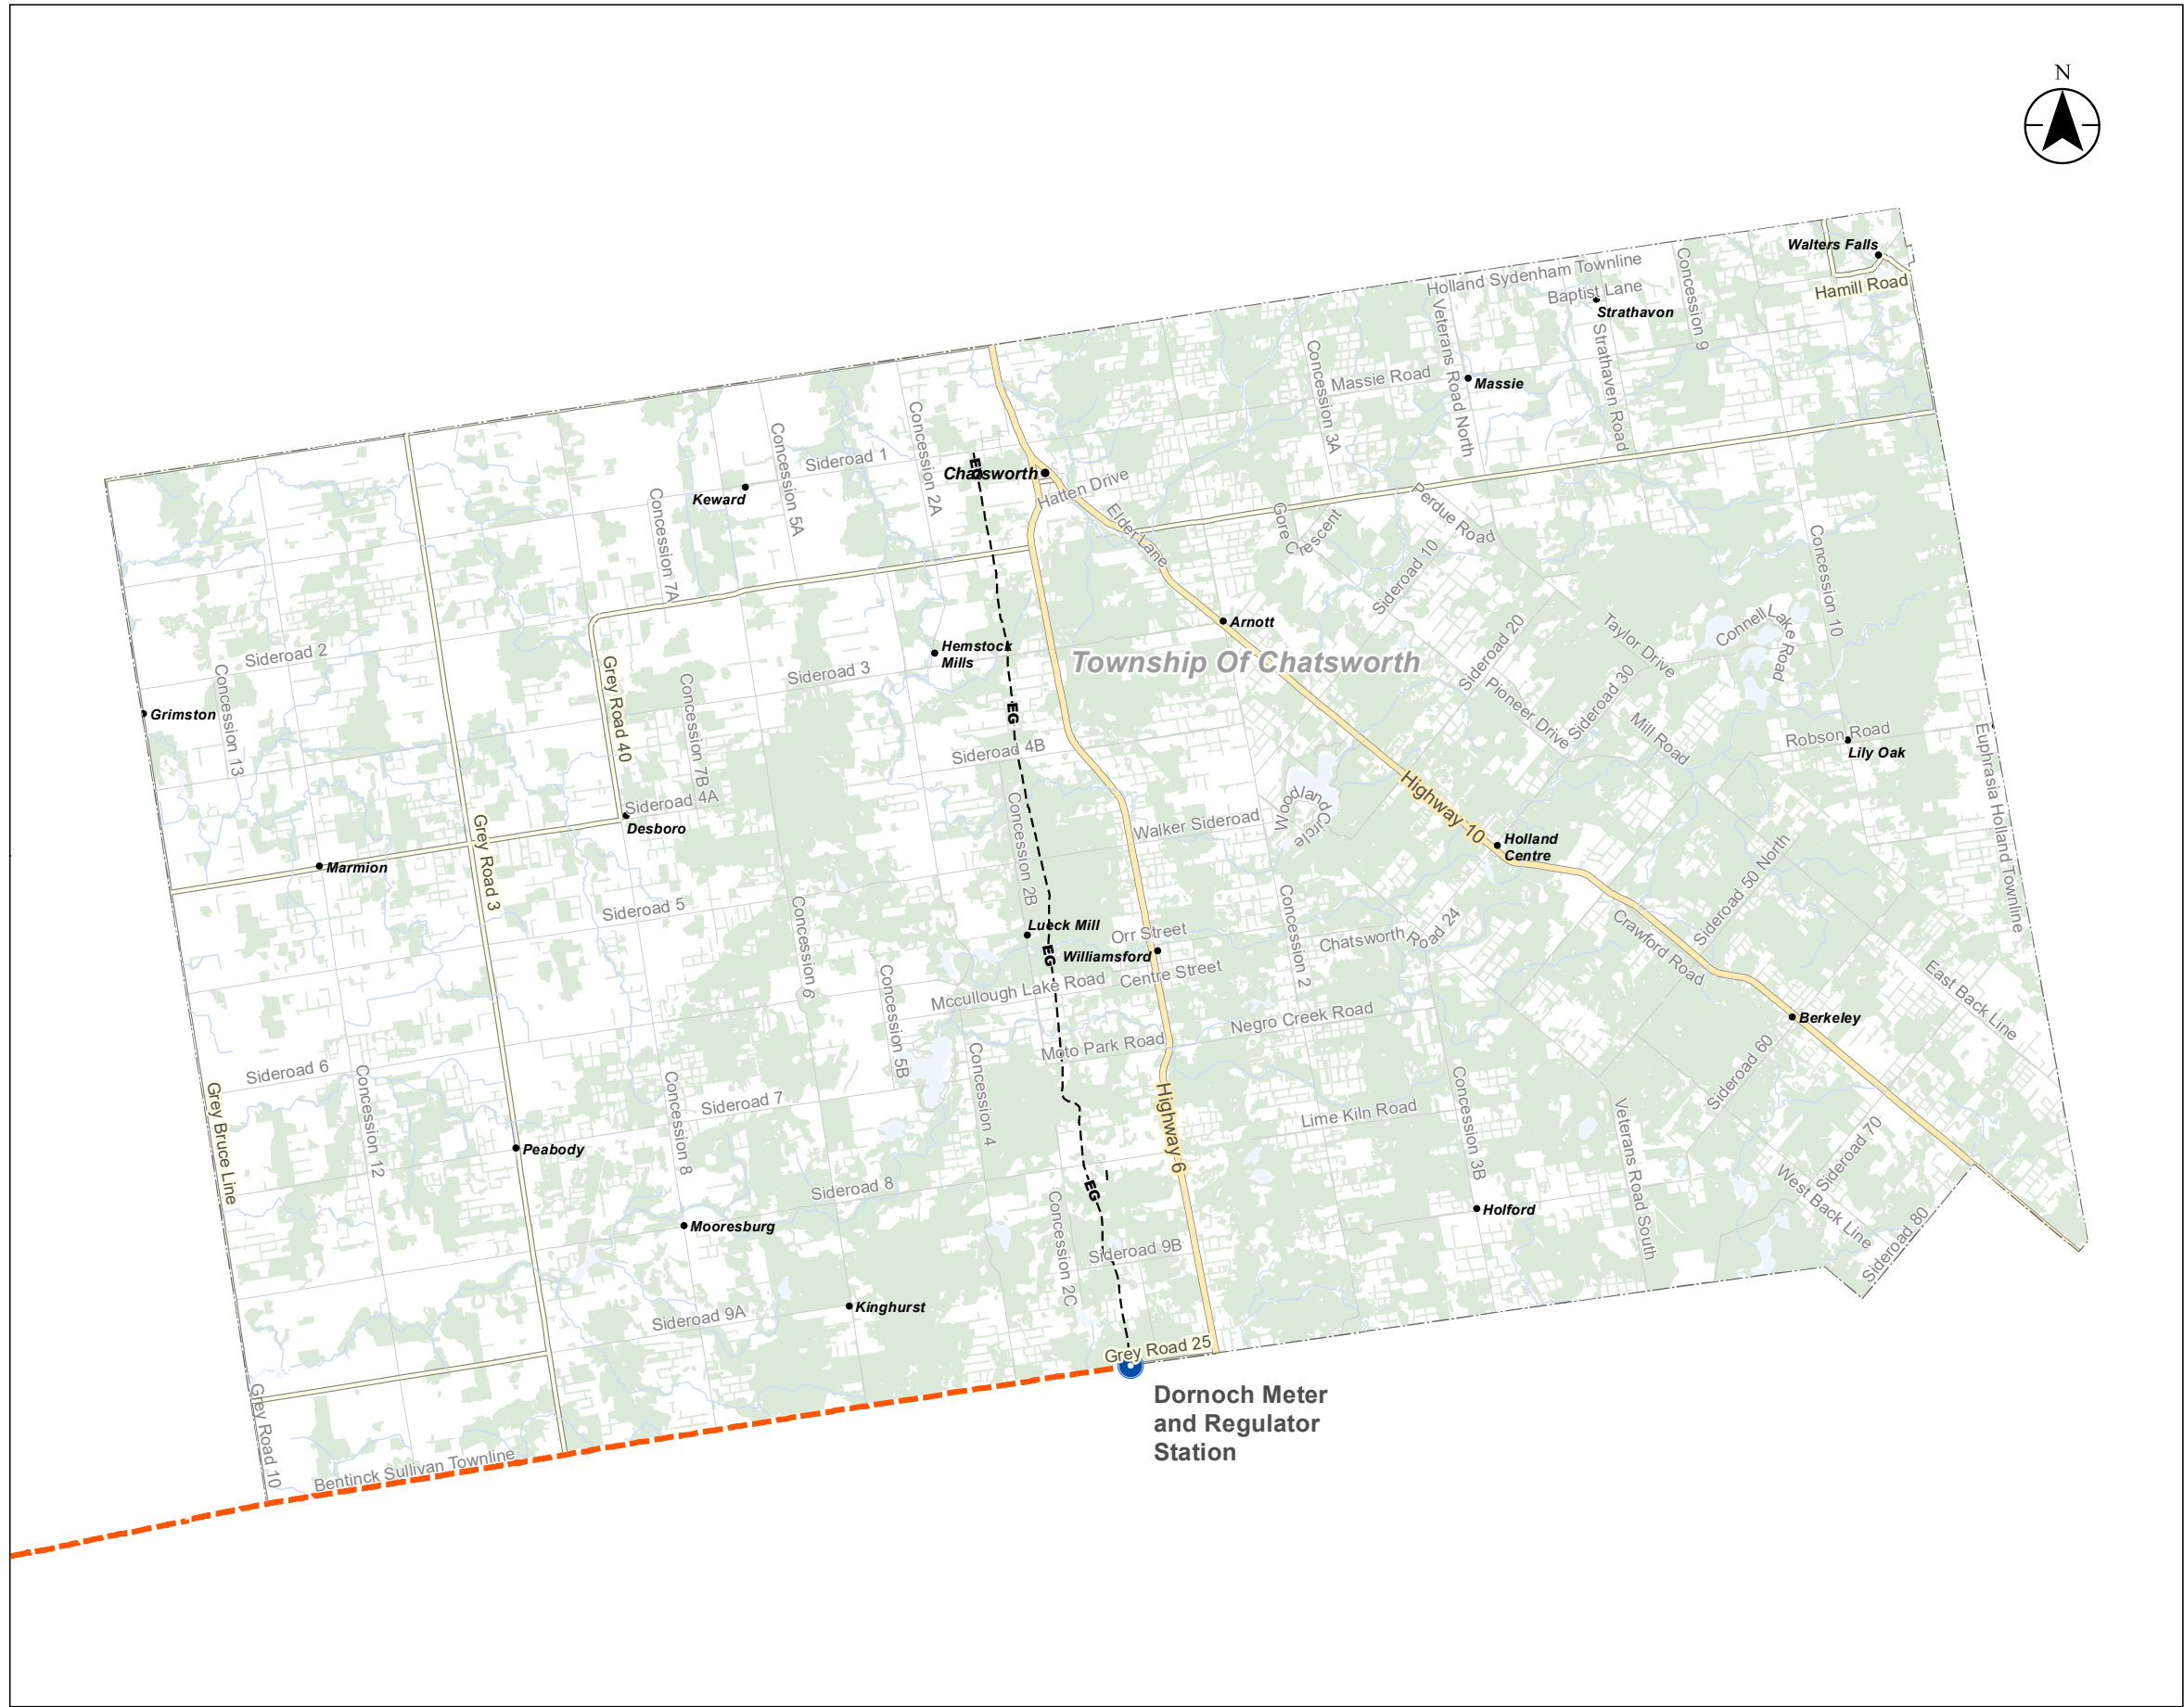 N
Walters Falls
Hamill Road
Holland Sydenham Townline
Baptist Lane
Strathavon
Concession 9
Veterans Road North
Strathaven Road
Massie Road
Massie
Concession 3A
Concession 2A
Concession 5A
Sideroad 1
EG
Chatsworth
Hatten Drive
Keward
Concession 7A
Elder Lane
Gore Crescent
Perdue Road
Sideroad 10
Concession 10
Arnott
Sideroad 20
Taylor Drive
Connell Lake Road
Hemstock
Mills
Township Of Chatsworth
Sideroad 2
Concession 13
Grimston
Grey Road 40
Concession 7B
Sideroad 3
EG
Pioneer Drive
Sideroad 30
Mill Road
Robson Road
Lily Oak
Euphrasia Holland Townline
Sideroad 4B
Sideroad 4A
Desboro
Concession 2B
Walker Sideroad
Woodland Circle
Highway 10
Holland
Centre
Marmion
Grey Road 3
Sideroad 5
Concession 6
Lueck Mill
EG
Orr Street
Williamsford
Concession 2
Chatsworth Road 24
Sideroad 50 North
Crawford Road
East Back Line
Concession 5B
Mccullough Lake Road
Centre Street
Negro Creek Road
Moto Park Road
Berkeley
Sideroad 6
Concession 12
Grey Bruce Line
Concession 8
Sideroad 7
Concession 4
Highway 6
Lime Kiln Road
Concession 3B
Veterans Road South
Sideroad 60
Sideroad 70
West Back Line
Sideroad 80
Peabody
Sideroad 8
EG
Mooresburg
Concession 2C
Sideroad 9B
Holford
Kinghurst
Sideroad 9A
Grey Road 25
Grey Road 10
Bentinck Sullivan Townline
Dornoch Meter
and Regulator
Station